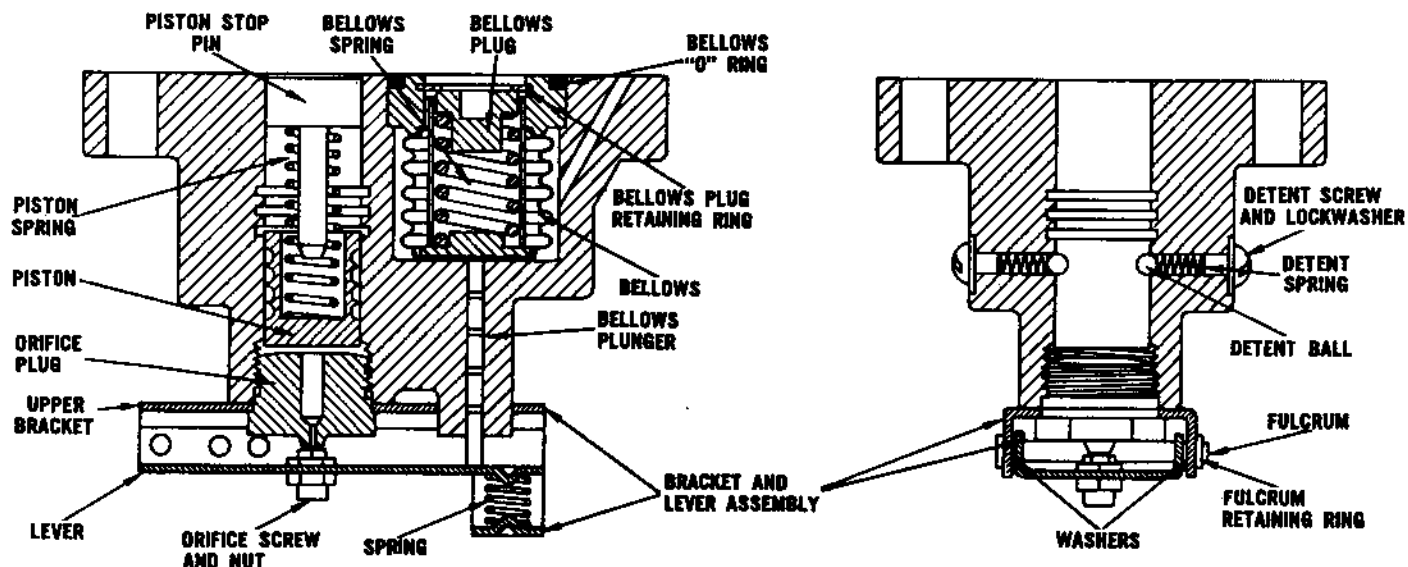 PISTON STOP
PIN
BELLOWS
SPRING
BELLOWS
PLUG
BELLOWS
"O" RING
PISTON
SPRING
BELLOWS PLUG
RETAINING RING
PISTON
BELLOWS
ORIFICE
PLUG
BELLOWS
PLUNGER
UPPER
BRACKET
LEVER
ORIFICE SCREW
AND NUT
SPRING
BRACKET AND
LEVER ASSEMBLY
DETENT SCREW
AND LOCKWASHER
DETENT
SPRING
DETENT BALL
FULCRUM
FULCRUM
RETAINING RING
WASHERS